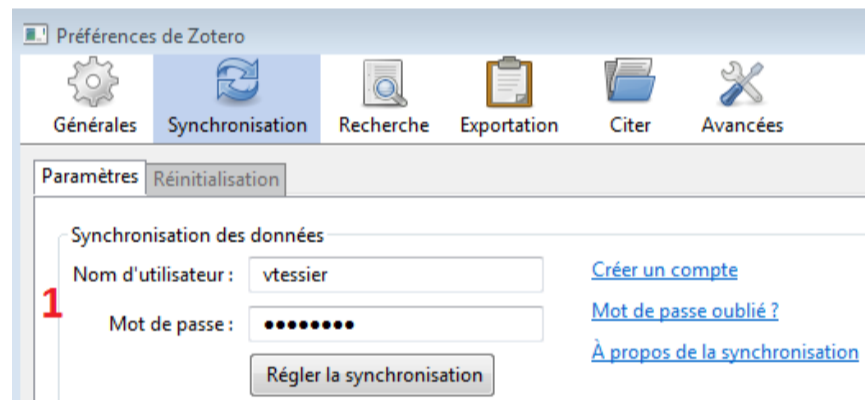 Préférences de Zotero
Générales Synchronisation Recherche Exportation Citer Avancées
Paramètres Réinitialisation
Synchronisation des données
Nom d'utilisateur : vtessier Créer un compte
1
Mot de passe : ●●●●●●●● Mot de passe oublié ?
À propos de la synchronisation
Régler la synchronisation